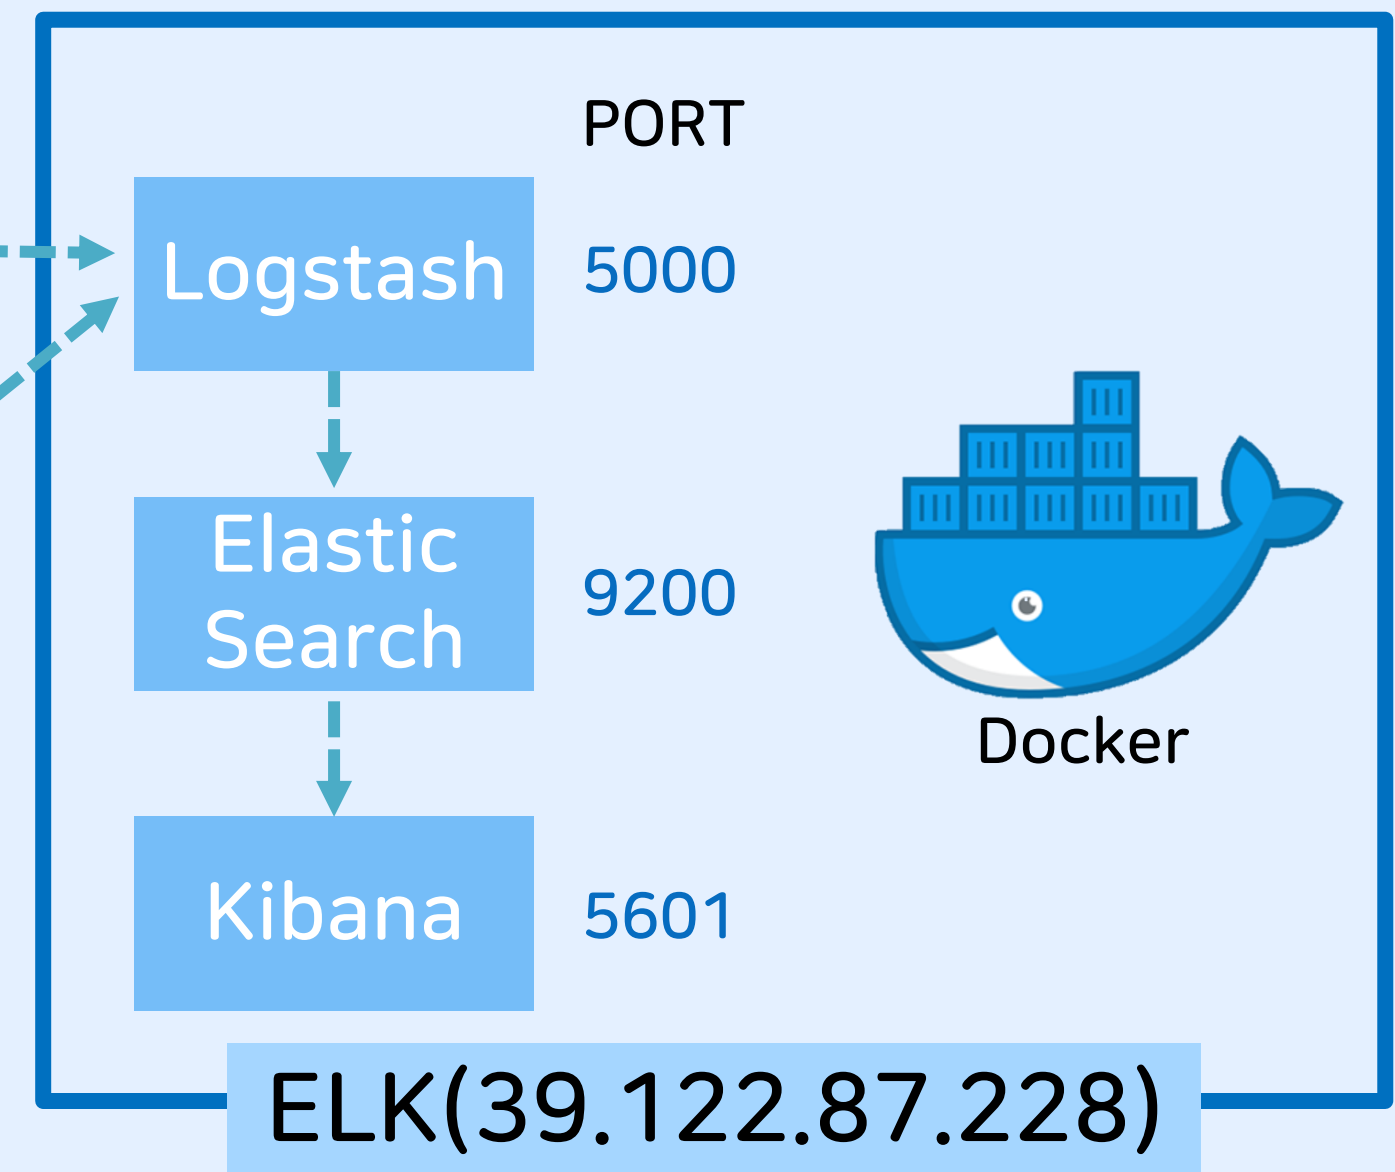 PORT
Logstash
5000
Elastic
Search
9200
Docker
Kibana
5601
ELK(39.122.87.228)